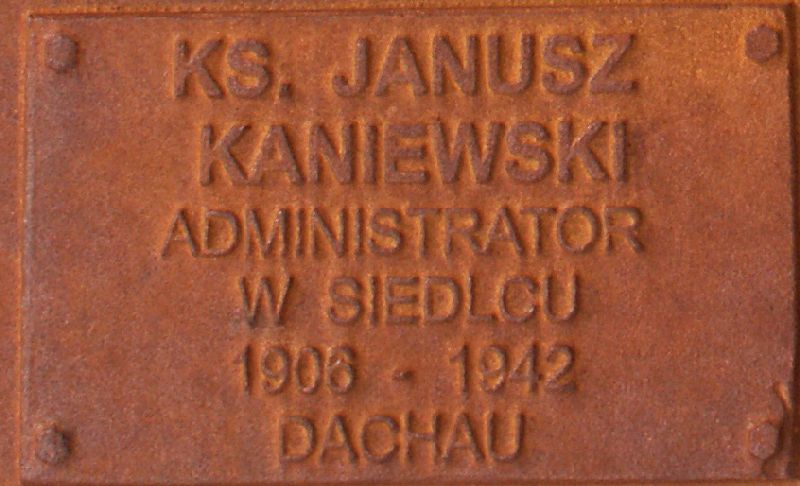 KS. JANUSZ
KANIEWSKI
ADMINISTRATOR
W SIEDLCU
1906 - 1942
DACHAU